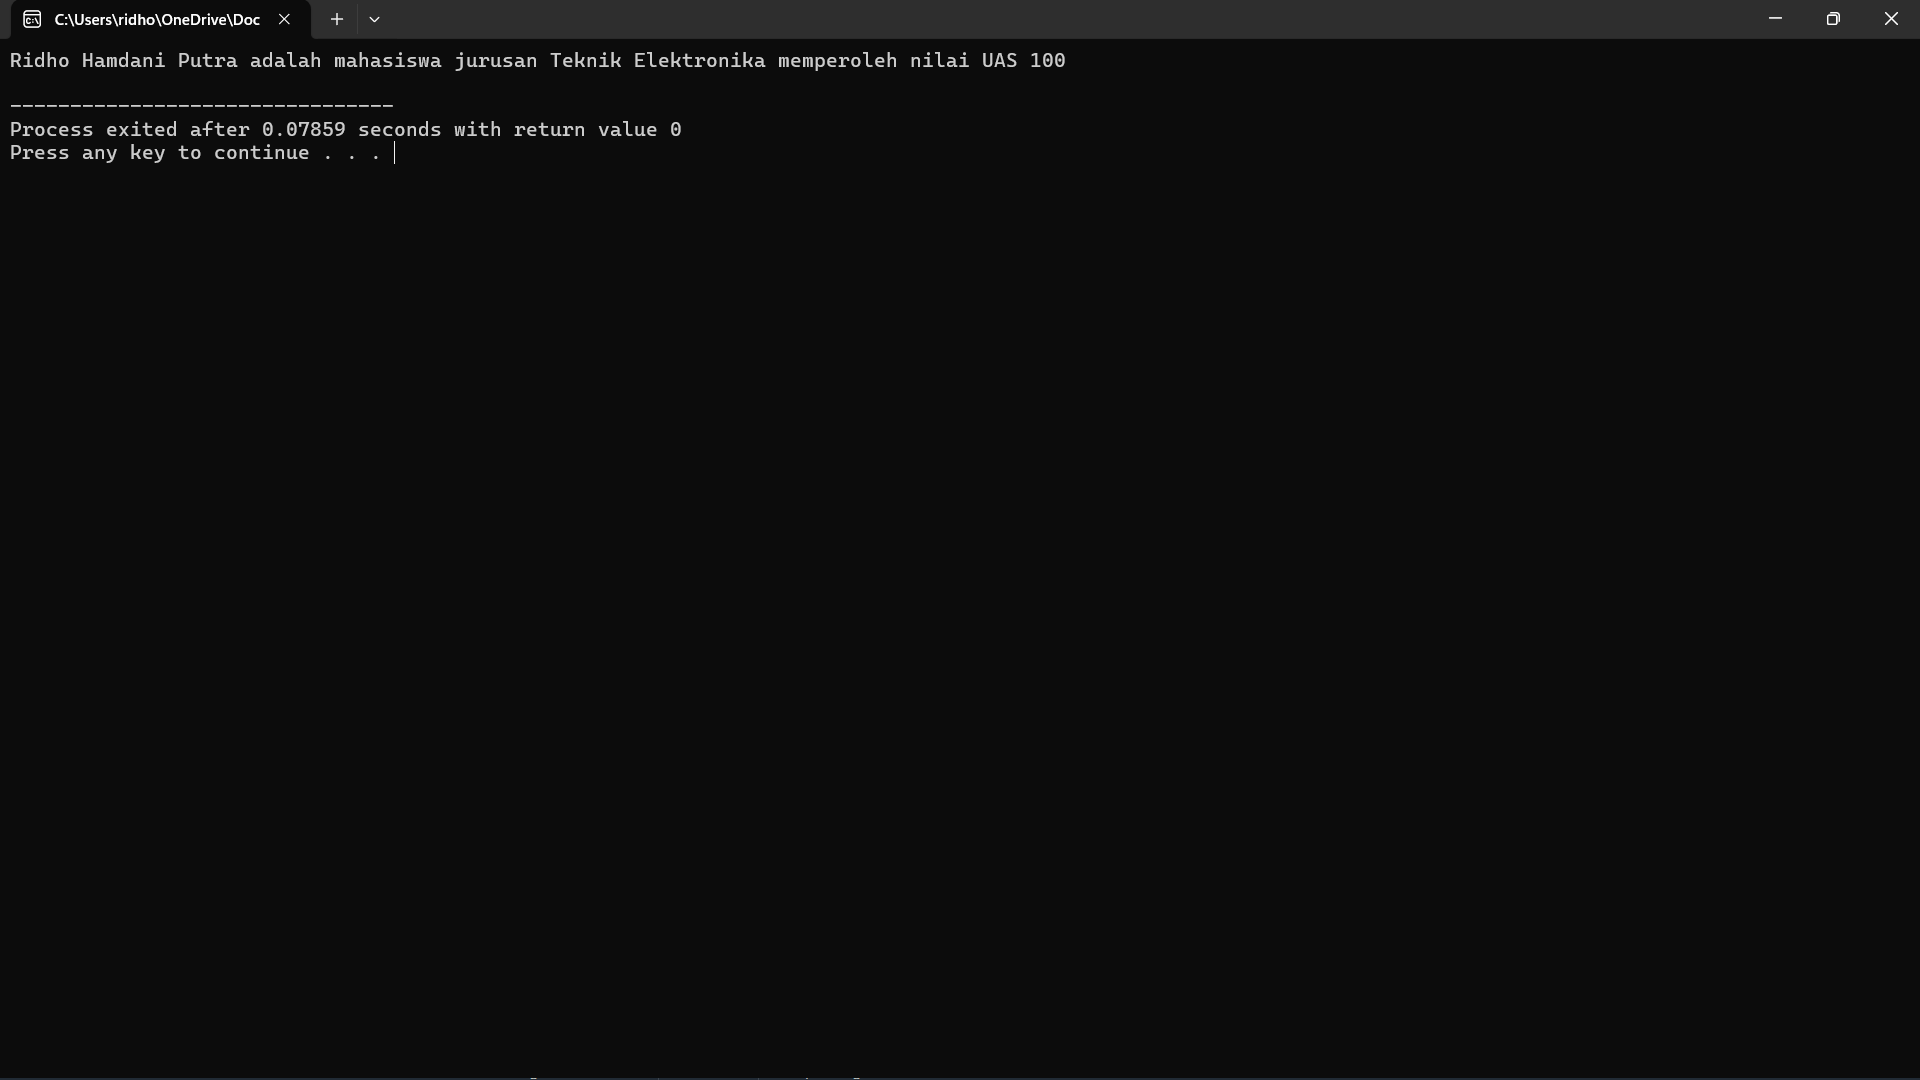 C:\Users\ridho\OneDrive\Doc
Ridho Hamdani Putra adalah mahasiswa jurusan Teknik Elektronika memperoleh nilai UAS 100
--------------------------------
Process exited after 0.07859 seconds with return value 0
Press any key to continue . . .